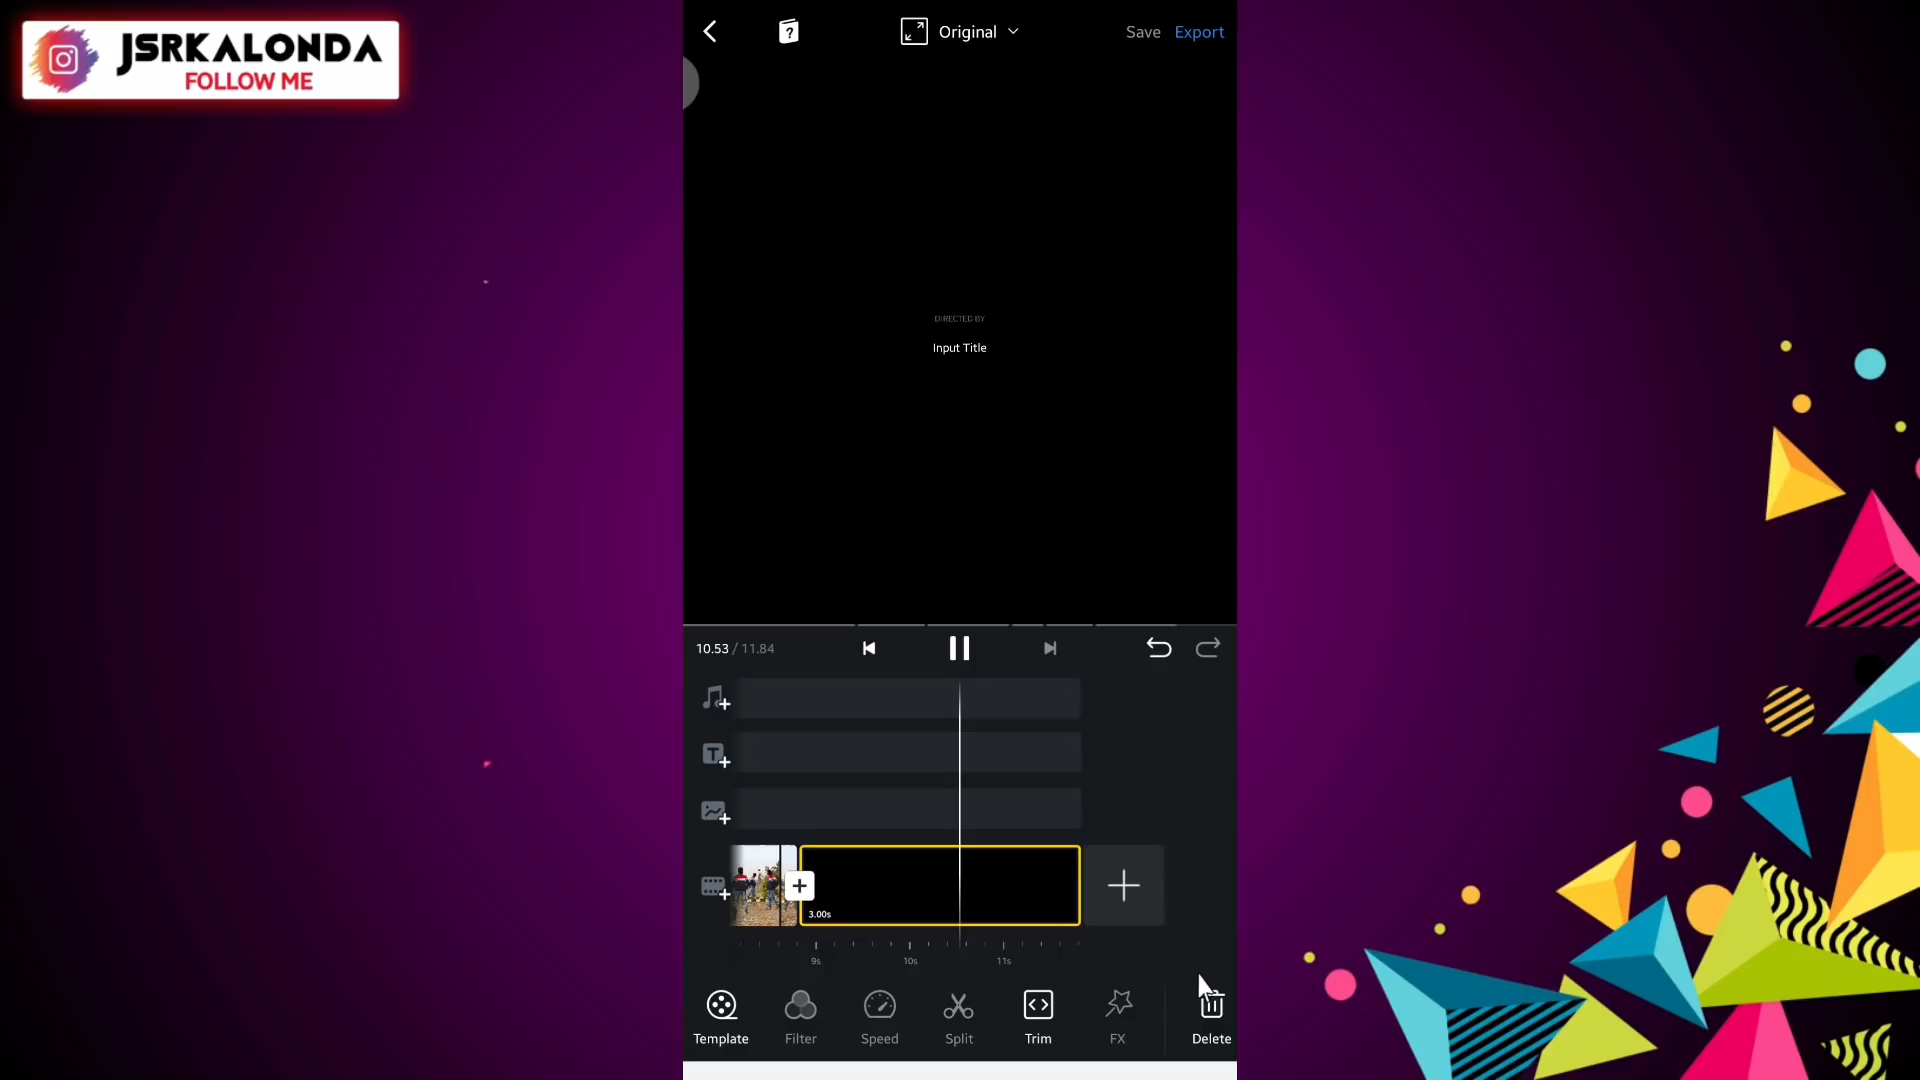 JSRKALONDA
FOLLOW ME
Original
Save
Export
DIRECTED BY
Input Title
10.53 / 11.84
3.00s
9s
10s
11s
Template
Filter
Speed
Split
Trim
FX
Delete